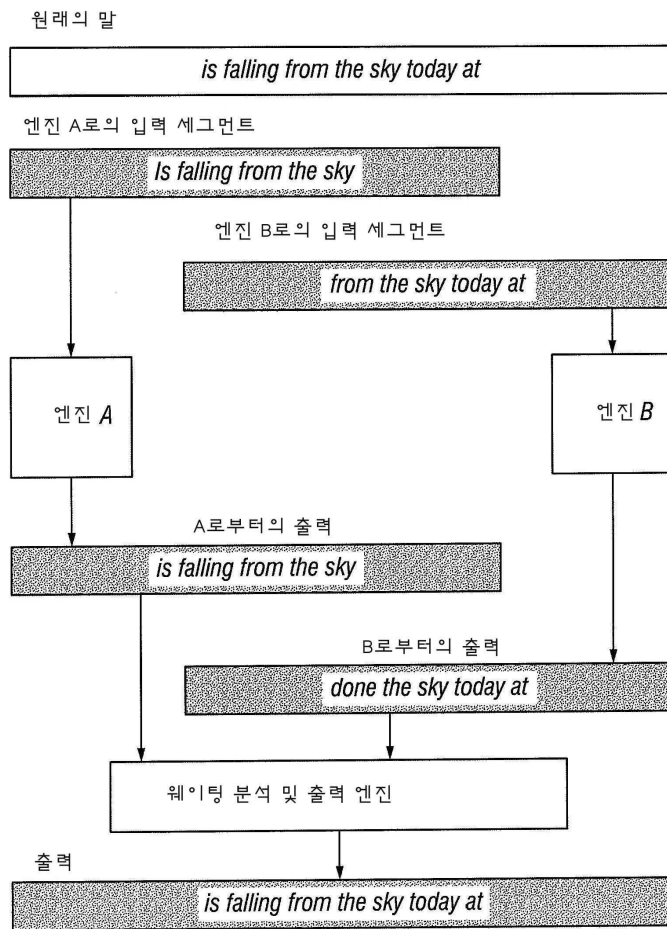 원래의 말
is falling from the sky today at
엔진 A로의 입력 세그먼트
Is falling from the sky
엔진 B로의 입력 세그먼트
from the sky today at
엔진 A
엔진 B
A로부터의 출력
is falling from the sky
B로부터의 출력
done the sky today at
웨이팅 분석 및 출력 엔진
출력
is falling from the sky today at